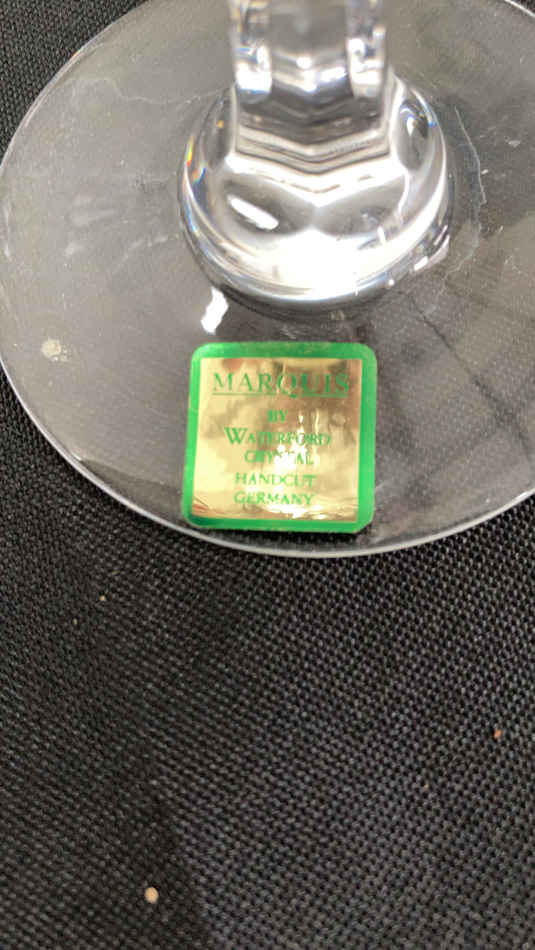 MARQUIS
BY
WATERFORD
CRYSTAL
HANDCUT
GERMANY